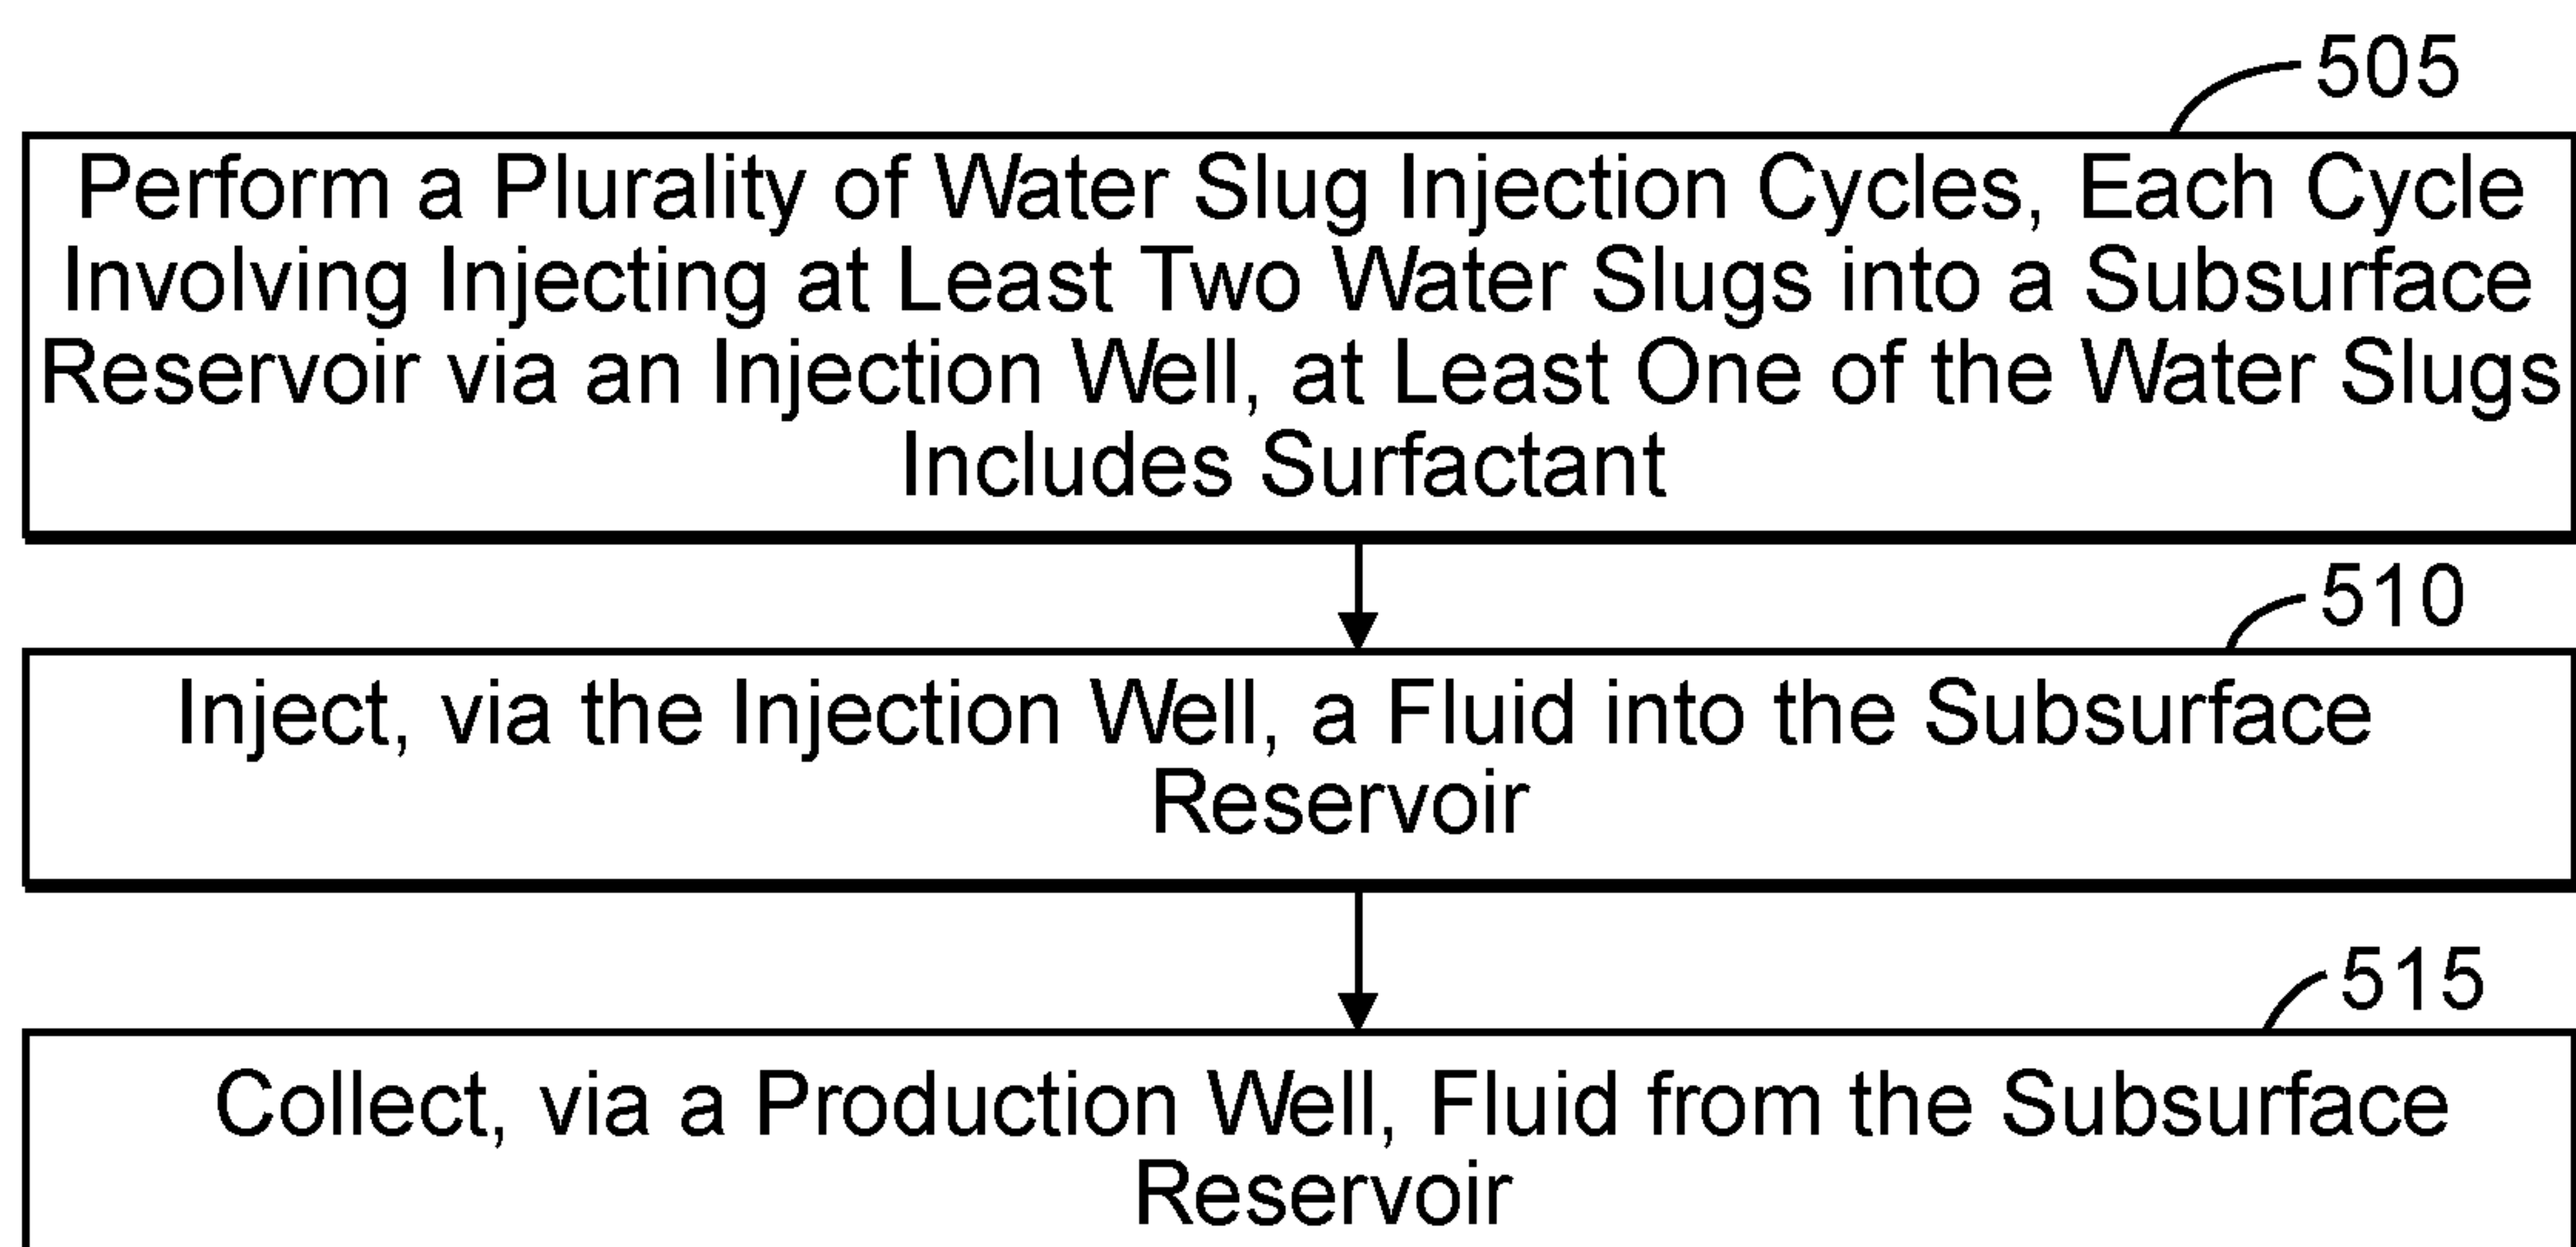 505
Perform a Plurality of Water Slug Injection Cycles, Each Cycle
Involving Injecting at Least Two Water Slugs into a Subsurface
Reservoir via an Injection Well, at Least One of the Water Slugs
Includes Surfactant
510
Inject, via the Injection Well, a Fluid into the Subsurface
Reservoir
515
Collect, via a Production Well, Fluid from the Subsurface
Reservoir